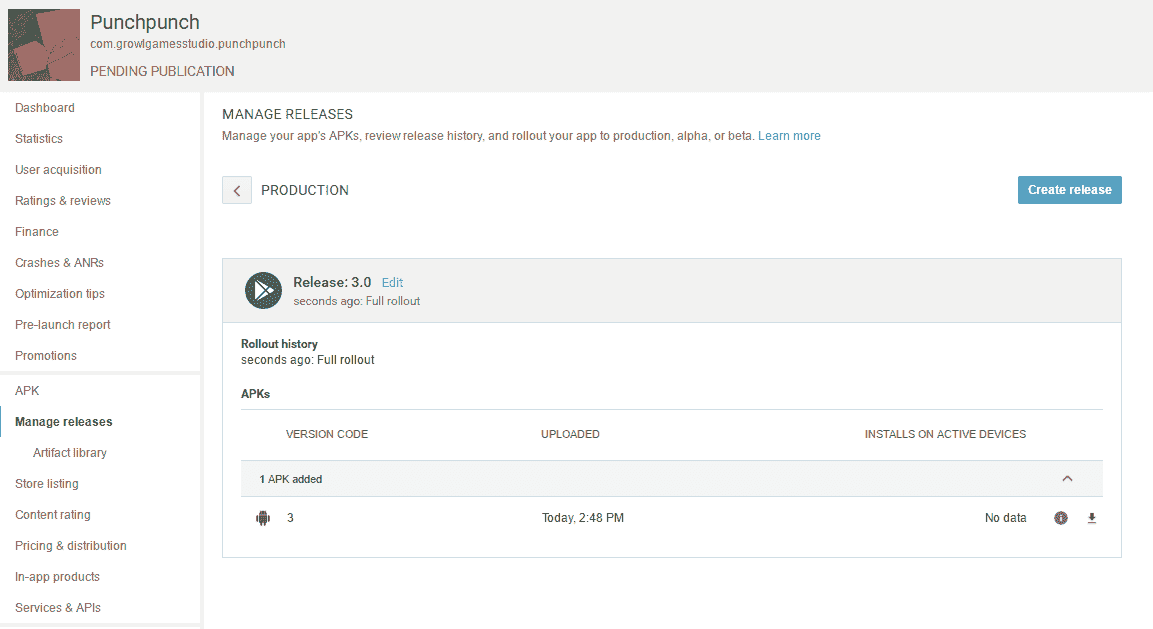 Punchpunch
com.growlgamesstudio.punchpunch
PENDING PUBLICATION
Dashboard
Statistics
User acquisition
Ratings & reviews
Finance
Crashes & ANRs
Optimization tips
Pre-launch report
Promotions
APK
Manage releases
Artifact library
Store listing
Content rating
Pricing & distribution
In-app products
Services & APIs
MANAGE RELEASES
Manage your app's APKs, review release history, and rollout your app to production, alpha, or beta. Learn more
PRODUCTION
Create release
Release: 3.0 Edit
seconds ago: Full rollout
Rollout history
seconds ago: Full rollout
APKs
VERSION CODE UPLOADED INSTALLS ON ACTIVE DEVICES
1 APK added
3 Today, 2:48 PM No data